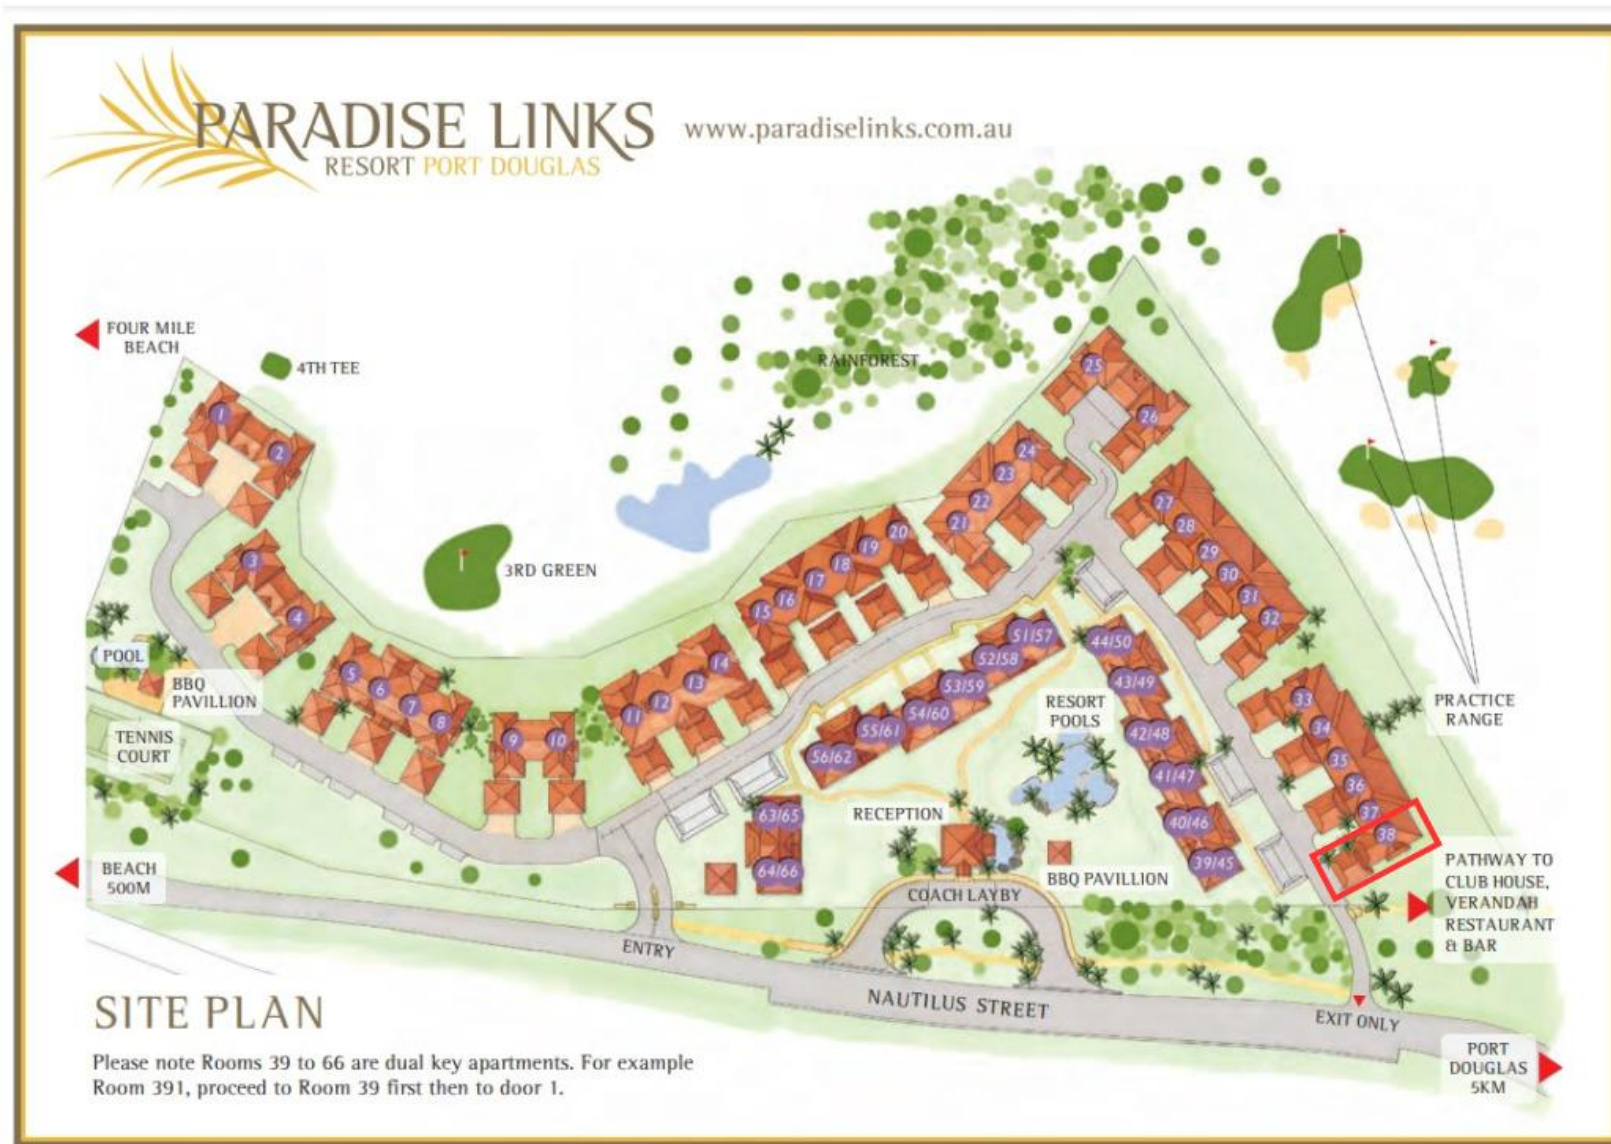 PARADISE LINKS
RESORT PORT DOUGLAS
www.paradiselinks.com.au
FOUR MILE
BEACH
4TH TEE
RAINFOREST
3RD GREEN
1
2
3
4
5
6
7
8
9
10
11
12
13
14
15
16
17
18
19
20
21
22
23
24
25
26
27
28
29
30
31
32
33
34
35
36
37
38
51/57
52/58
53/59
54/60
55/61
56/62
44/50
43/49
42/48
41/47
40/46
39/45
63/65
64/66
POOL
BBQ
PAVILLION
TENNIS
COURT
RESORT
POOLS
PRACTICE
RANGE
RECEPTION
BBQ PAVILLION
COACH LAYBY
BEACH
500M
PATHWAY TO
CLUB HOUSE,
VERANDAH
RESTAURANT
& BAR
ENTRY
NAUTILUS STREET
EXIT ONLY
PORT
DOUGLAS
5KM
SITE PLAN
Please note Rooms 39 to 66 are dual key apartments. For example
Room 391, proceed to Room 39 first then to door 1.